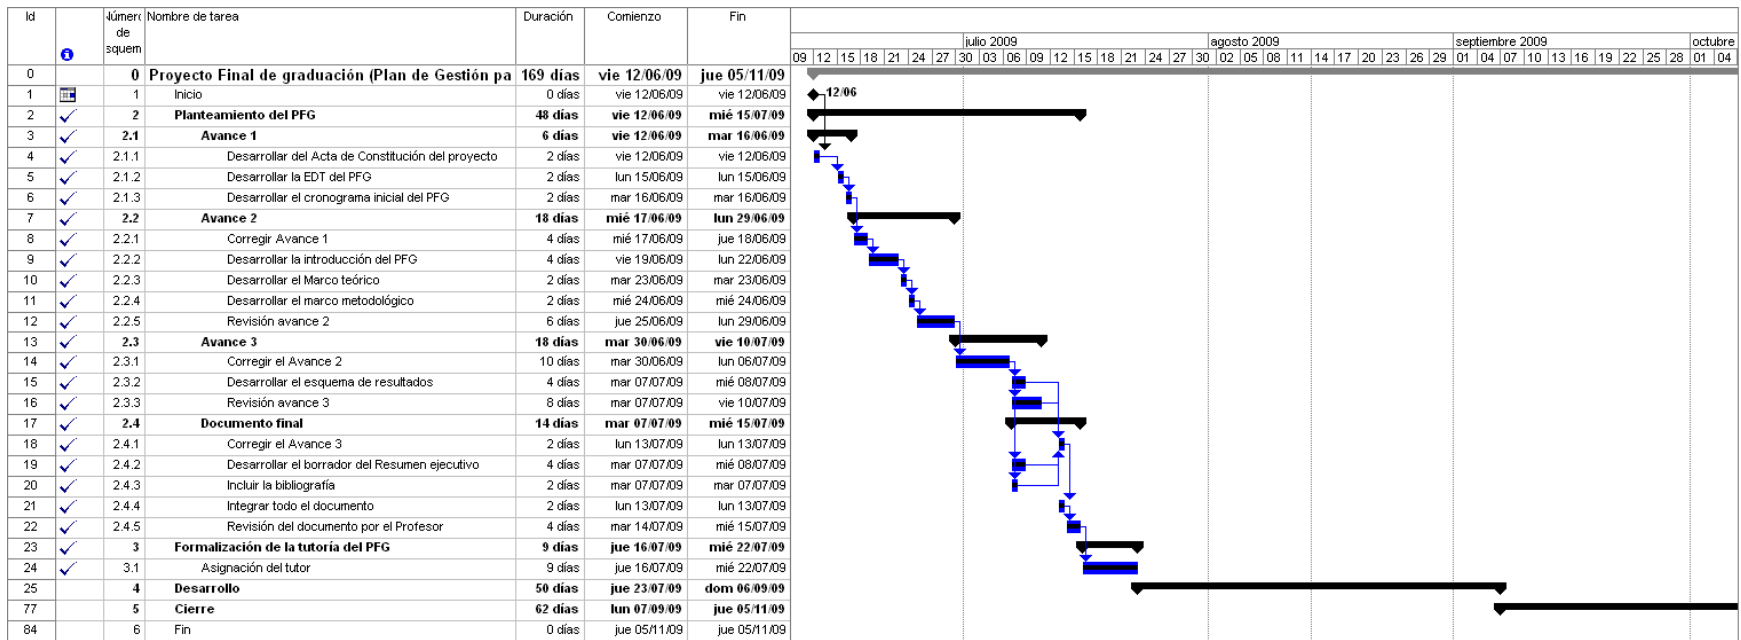 Id Númer Nombre de tarea Duración Comienzo Fin
de
squem
julio 2009 agosto 2009 septiembre 2009 octubre
09 12 15 18 21 24 27 30 03 06 09 12 15 18 21 24 27 30 02 05 08 11 14 17 20 23 26 29 01 04 07 10 13 16 19 22 25 28 01 04
0 0 Proyecto Final de graduación (Plan de Gestión pa 169 días vie 12/06/09 jue 05/11/09
1 1 Inicio 0 días vie 12/06/09 vie 12/06/09 12/06
2 2 Planteamiento del PFG 48 días vie 12/06/09 mié 15/07/09
3 2.1 Avance 1 6 días vie 12/06/09 mar 16/06/09
4 2.1.1 Desarrollar del Acta de Constitución del proyecto 2 días vie 12/06/09 vie 12/06/09
5 2.1.2 Desarrollar la EDT del PFG 2 días lun 15/06/09 lun 15/06/09
6 2.1.3 Desarrollar el cronograma inicial del PFG 2 días mar 16/06/09 mar 16/06/09
7 2.2 Avance 2 18 días mié 17/06/09 lun 29/06/09
8 2.2.1 Corregir Avance 1 4 días mié 17/06/09 jue 18/06/09
9 2.2.2 Desarrollar la introducción del PFG 4 días vie 19/06/09 lun 22/06/09
10 2.2.3 Desarrollar el Marco teórico 2 días mar 23/06/09 mar 23/06/09
11 2.2.4 Desarrollar el marco metodológico 2 días mié 24/06/09 mié 24/06/09
12 2.2.5 Revisión avance 2 6 días jue 25/06/09 lun 29/06/09
13 2.3 Avance 3 18 días mar 30/06/09 vie 10/07/09
14 2.3.1 Corregir el Avance 2 10 días mar 30/06/09 lun 06/07/09
15 2.3.2 Desarrollar el esquema de resultados 4 días mar 07/07/09 mié 08/07/09
16 2.3.3 Revisión avance 3 8 días mar 07/07/09 vie 10/07/09
17 2.4 Documento final 14 días mar 07/07/09 mié 15/07/09
18 2.4.1 Corregir el Avance 3 2 días lun 13/07/09 lun 13/07/09
19 2.4.2 Desarrollar el borrador del Resumen ejecutivo 4 días mar 07/07/09 mié 08/07/09
20 2.4.3 Incluir la bibliografía 2 días mar 07/07/09 mar 07/07/09
21 2.4.4 Integrar todo el documento 2 días lun 13/07/09 lun 13/07/09
22 2.4.5 Revisión del documento por el Profesor 4 días mar 14/07/09 mié 15/07/09
23 3 Formalización de la tutoría del PFG 9 días jue 16/07/09 mié 22/07/09
24 3.1 Asignación del tutor 9 días jue 16/07/09 mié 22/07/09
25 4 Desarrollo 50 días jue 23/07/09 dom 06/09/09
77 5 Cierre 62 días lun 07/09/09 jue 05/11/09
84 6 Fin 0 días jue 05/11/09 jue 05/11/09